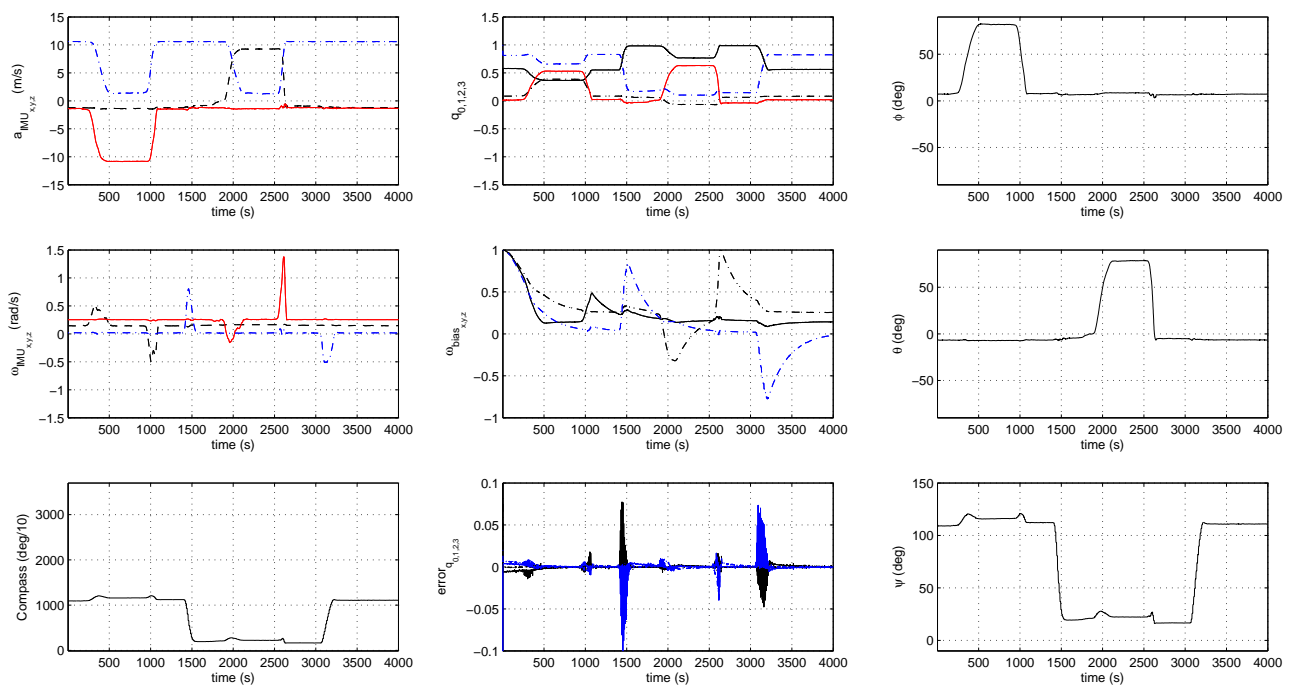 a_IMU_x,y,z (m/s)
15
10
5
0
−5
−10
−15
500 1000 1500 2000 2500 3000 3500 4000
time (s)
q_0,1,2,3
1.5
1
0.5
0
−0.5
−1
−1.5
500 1000 1500 2000 2500 3000 3500 4000
time (s)
ϕ (deg)
50
0
−50
500 1000 1500 2000 2500 3000 3500 4000
time (s)
ω_IMU_x,y,z (rad/s)
1.5
1
0.5
0
−0.5
−1
−1.5
500 1000 1500 2000 2500 3000 3500 4000
time (s)
ω_bias_x,y,z
1
0.5
0
−0.5
−1
500 1000 1500 2000 2500 3000 3500 4000
time (s)
θ (deg)
50
0
−50
500 1000 1500 2000 2500 3000 3500 4000
time (s)
Compass (deg/10)
3000
2000
1000
0
500 1000 1500 2000 2500 3000 3500 4000
time (s)
error_q_0,1,2,3
0.1
0.05
0
−0.05
−0.1
500 1000 1500 2000 2500 3000 3500 4000
time (s)
ψ (deg)
150
100
50
0
500 1000 1500 2000 2500 3000 3500 4000
time (s)